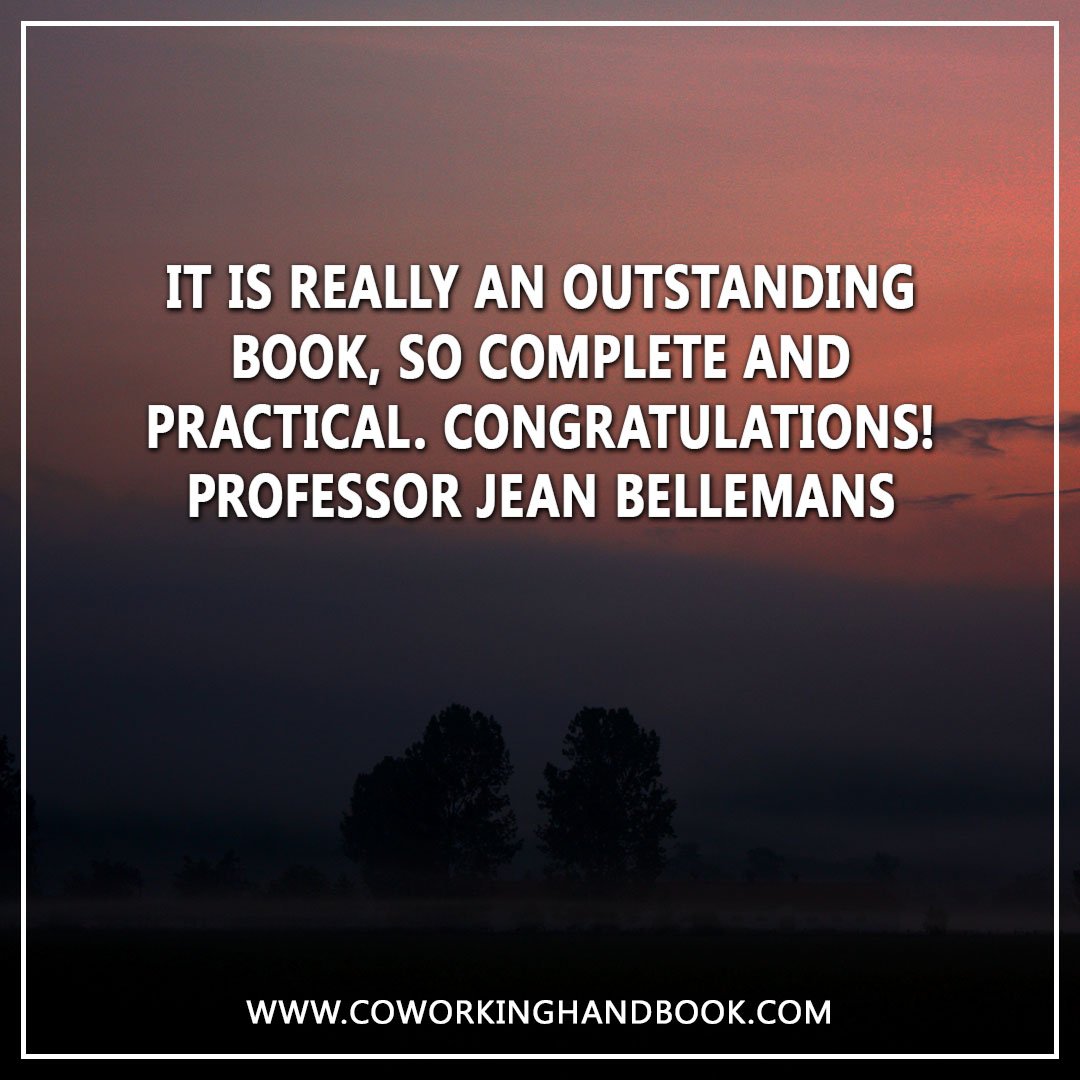 IT IS REALLY AN OUTSTANDING
BOOK, SO COMPLETE AND
PRACTICAL. CONGRATULATIONS!
PROFESSOR JEAN BELLEMANS
WWW.COWORKINGHANDBOOK.COM